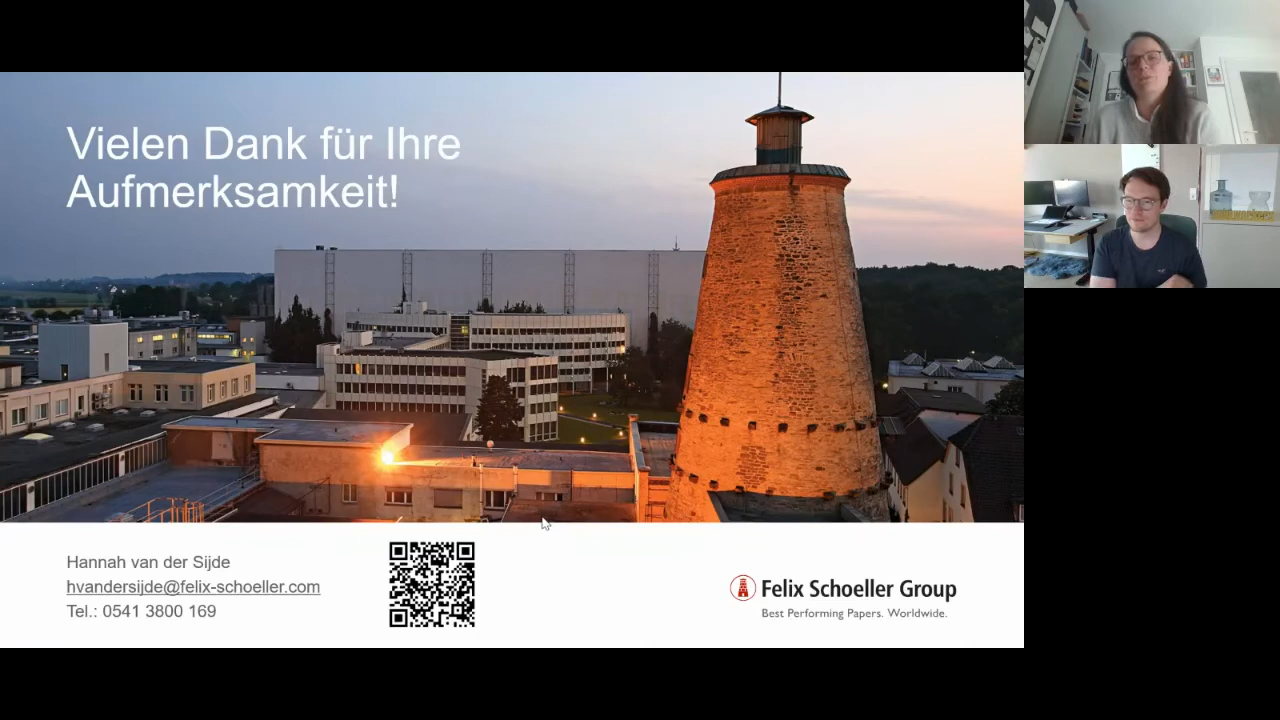 Vielen Dank für Ihre
Aufmerksamkeit!
Hannah van der Sijde
hvandersijde@felix-schoeller.com
Tel.: 0541 3800 169
Felix Schoeller Group
Best Performing Papers. Worldwide.